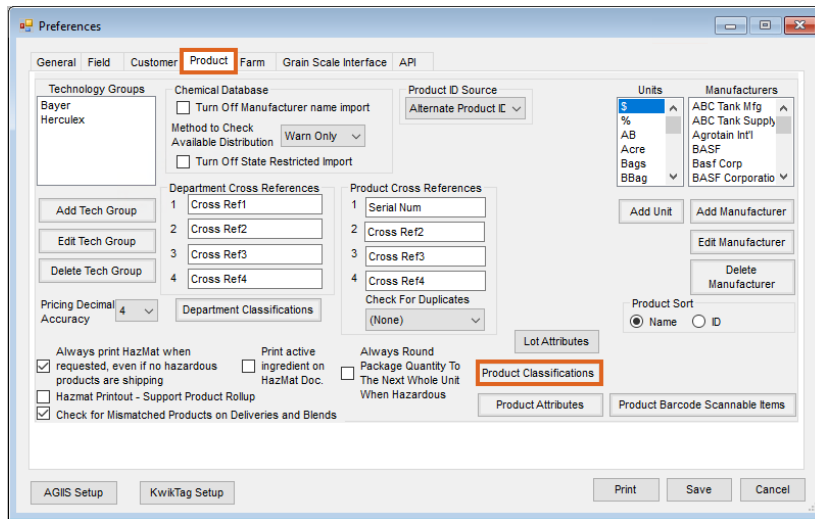 Preferences
General Field Customer Product Farm Grain Scale Interface API
Technology Groups
Bayer
Herculex
Chemical Database
Turn Off Manufacturer name import
Method to Check
Available Distribution
Warn Only
Turn Off State Restricted Import
Product ID Source
Alternate Product ID
Units
$
%
AB
Acre
Bags
BBag
Manufacturers
ABC Tank Mfg
ABC Tank Supply
Agrotain Int'l
BASF
Basf Corp
BASF Corporatio
Add Tech Group
Edit Tech Group
Delete Tech Group
Department Cross References
1 Cross Ref1
2 Cross Ref2
3 Cross Ref3
4 Cross Ref4
Product Cross References
1 Serial Num
2 Cross Ref2
3 Cross Ref3
4 Cross Ref4
Check For Duplicates
(None)
Add Unit
Add Manufacturer
Edit Manufacturer
Delete
Manufacturer
Pricing Decimal
Accuracy
4
Department Classifications
Product Sort
Name ID
Lot Attributes
Always print HazMat when
requested, even if no hazardous
products are shipping
Print active
ingredient on
HazMat Doc.
Always Round
Package Quantity To
The Next Whole Unit
When Hazardous
Product Classifications
Hazmat Printout - Support Product Rollup
Check for Mismatched Products on Deliveries and Blends
Product Attributes
Product Barcode Scannable Items
AGIIS Setup
KwikTag Setup
Print
Save
Cancel